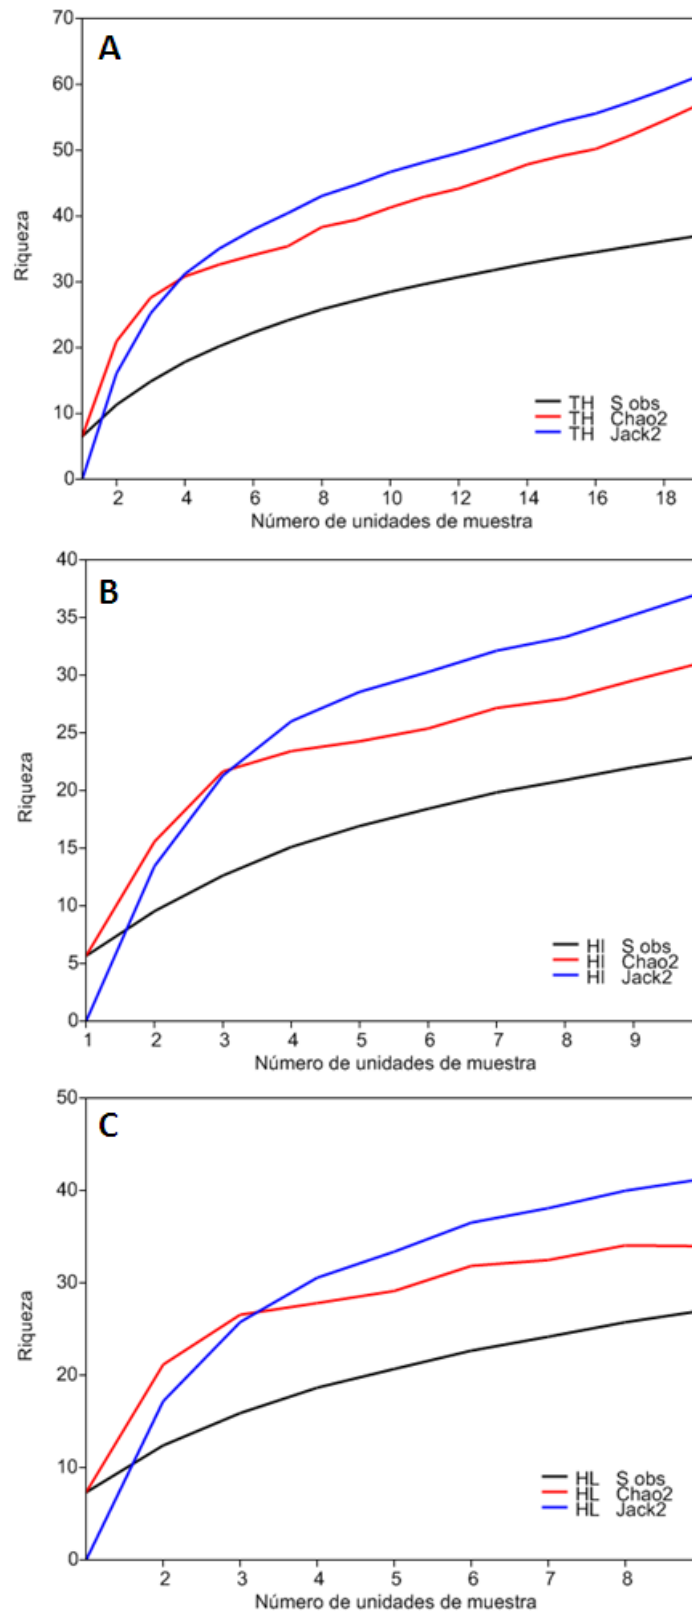 A
70
60
50
40
30
20
10
0
Riqueza
TH S obs
TH Chao2
TH Jack2
2 4 6 8 10 12 14 16 18
Número de unidades de muestra
B
40
35
30
25
20
15
10
5
0
Riqueza
HI S obs
HI Chao2
HI Jack2
1 2 3 4 5 6 7 8 9
Número de unidades de muestra
C
50
40
30
20
10
0
Riqueza
HL S obs
HL Chao2
HL Jack2
2 3 4 5 6 7 8
Número de unidades de muestra